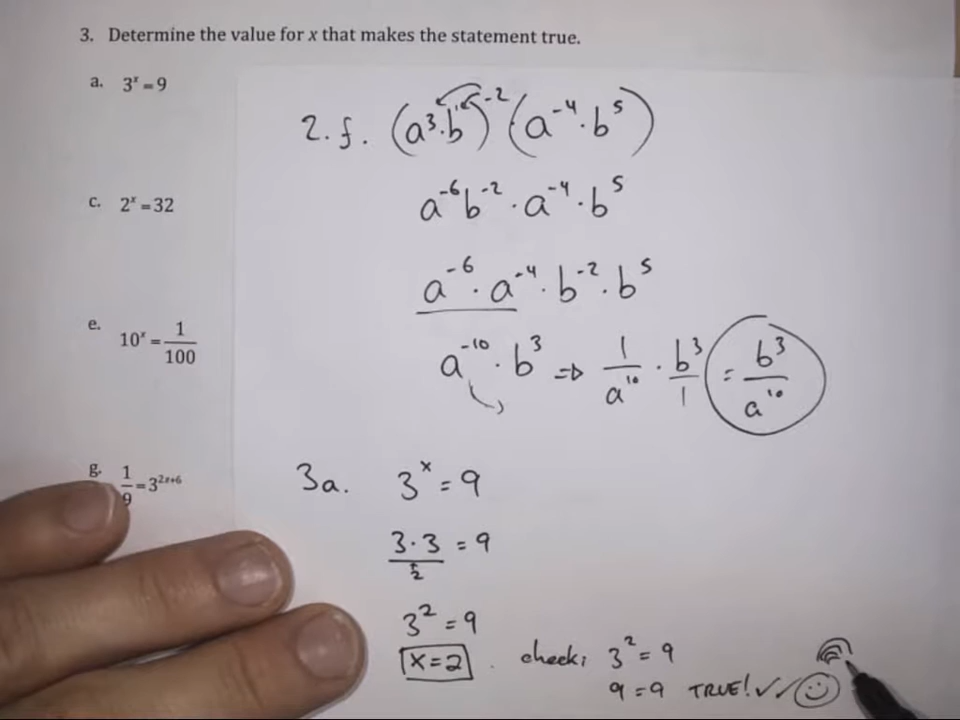 3. Determine the value for x that makes the statement true.
a. 3ˣ = 9
2.f. (a³·b¹)⁻²(a⁻⁴·b⁵)
a⁻⁶b⁻²·a⁻⁴·b⁵
c. 2ˣ = 32
a⁻⁶·a⁻⁴·b⁻²·b⁵
e. 10ˣ = 1/100
a⁻¹⁰·b³ ⇒ 1/a¹⁰ · b³/1 = b³/a¹⁰
g. 1/9 = 3²ˣ⁺⁶
3a. 3ˣ = 9
3·3 = 9
2
3² = 9
x=2 . check: 3² = 9
9 = 9 TRUE! ✓✓